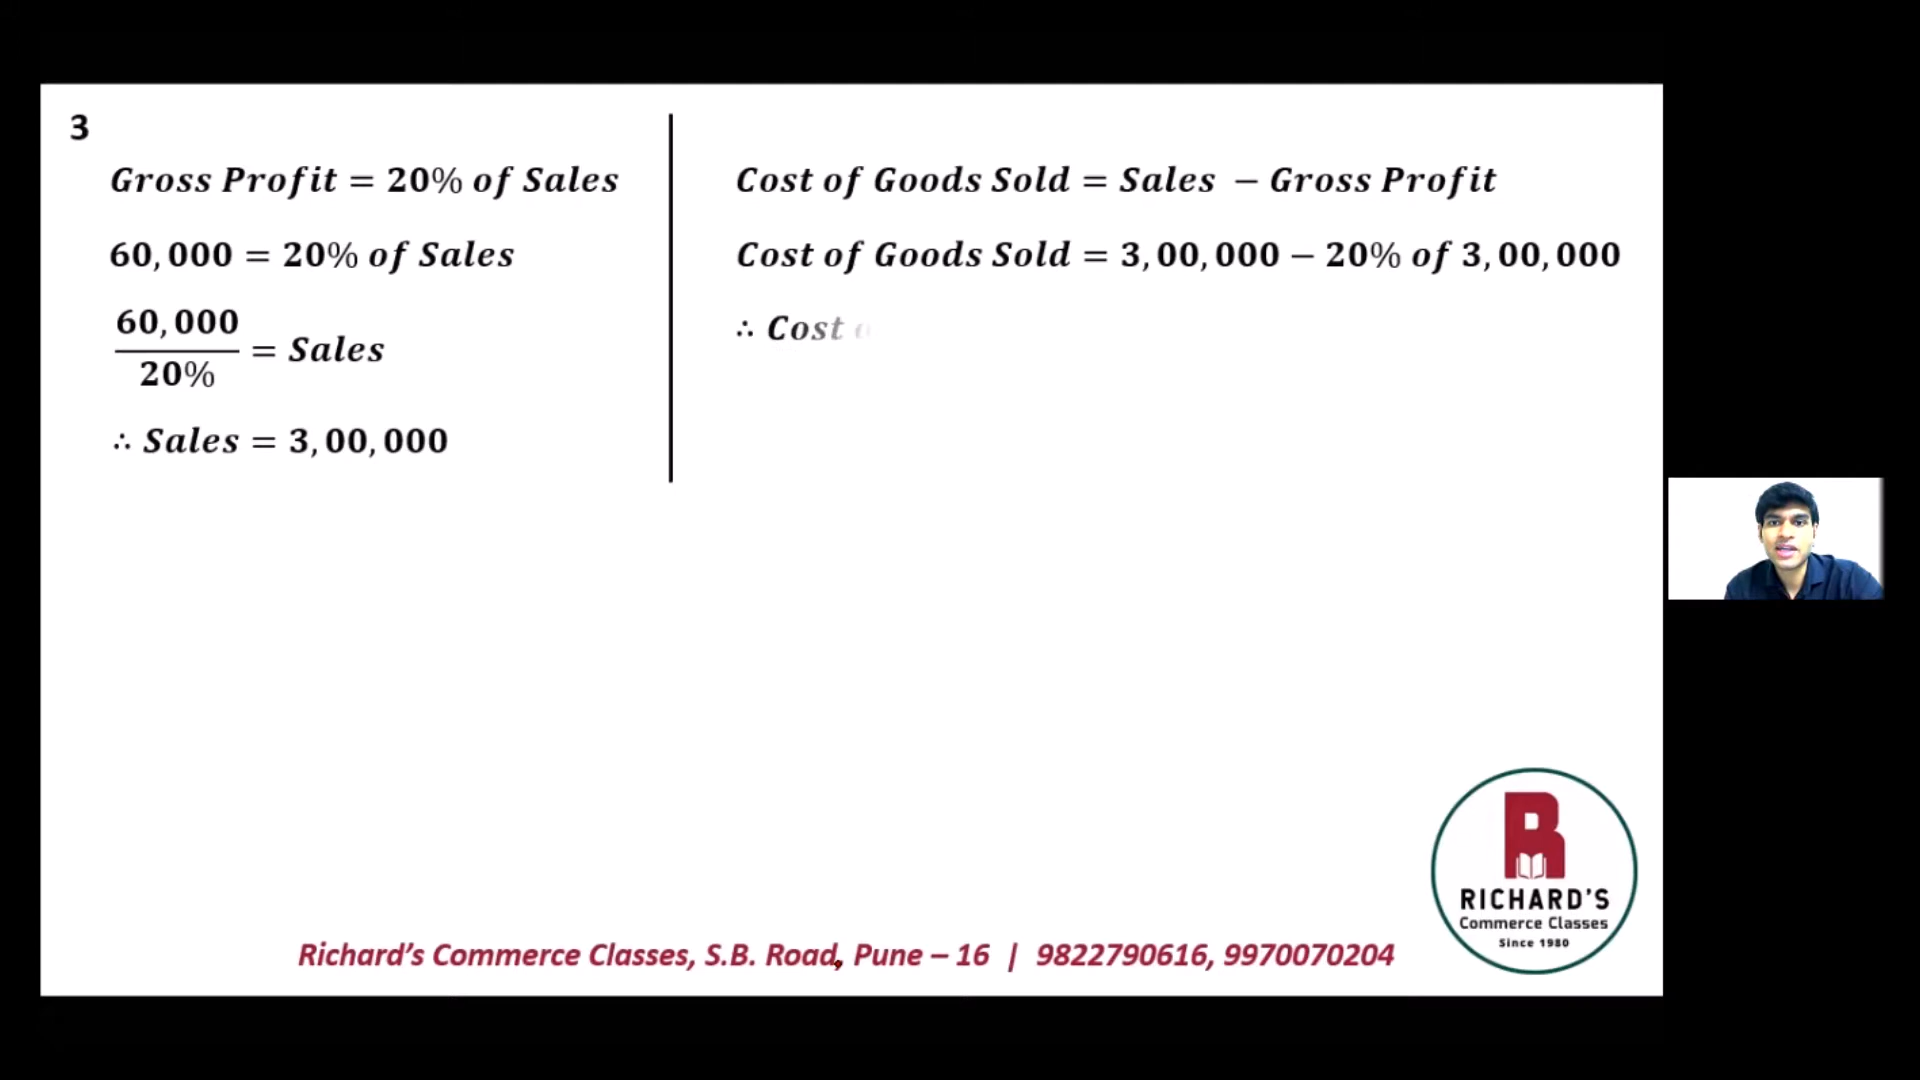 3
Gross Profit = 20% of Sales
60,000 = 20% of Sales
60,000
20%
= Sales
∴ Sales = 3,00,000
Cost of Goods Sold = Sales − Gross Profit
Cost of Goods Sold = 3,00,000 − 20% of 3,00,000
∴ Cost
RICHARD'S
Commerce Classes
Since 1980
Richard's Commerce Classes, S.B. Road, Pune – 16 | 9822790616, 9970070204